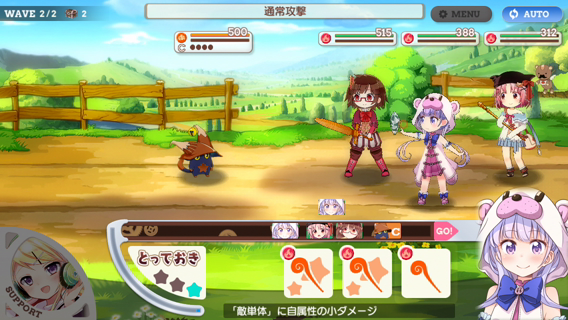 WAVE 2/2 2
通常攻撃
MENU
AUTO
500
C
515
388
312
C
GO!
とっておき
SUPPORT
「敵単体」に自属性の小ダメージ